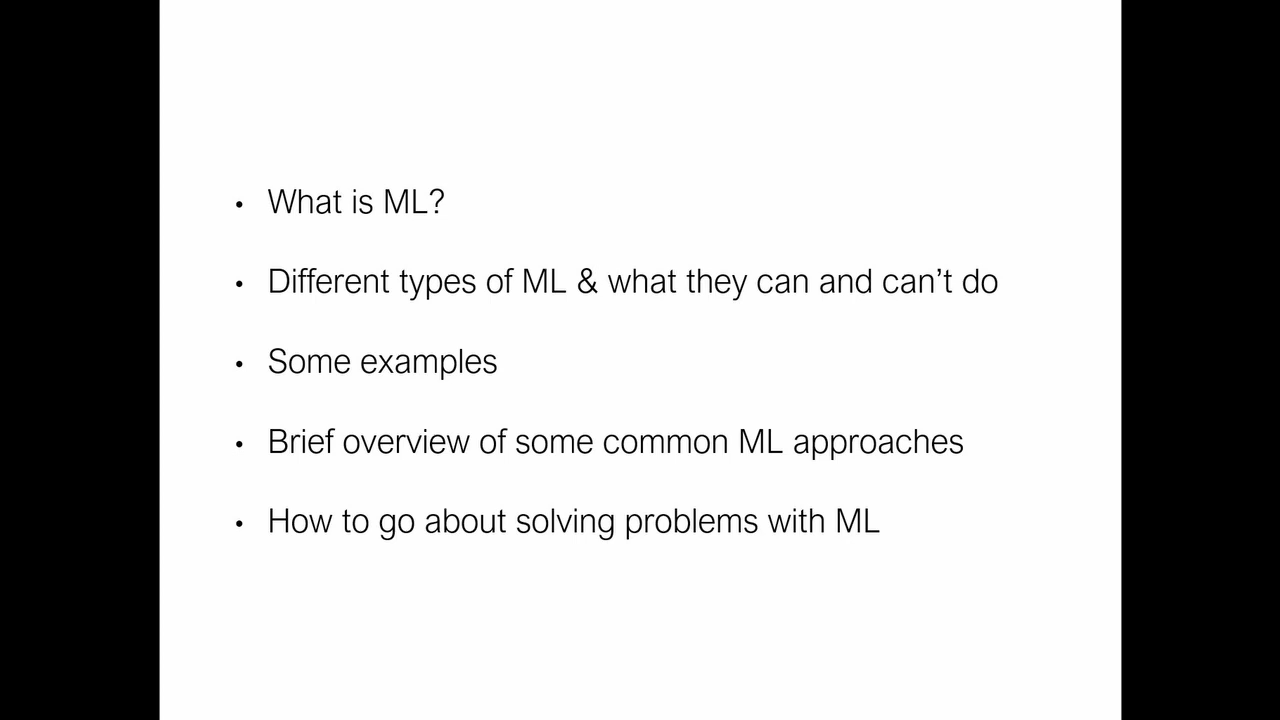 • What is ML?
• Different types of ML & what they can and can’t do
• Some examples
• Brief overview of some common ML approaches
• How to go about solving problems with ML